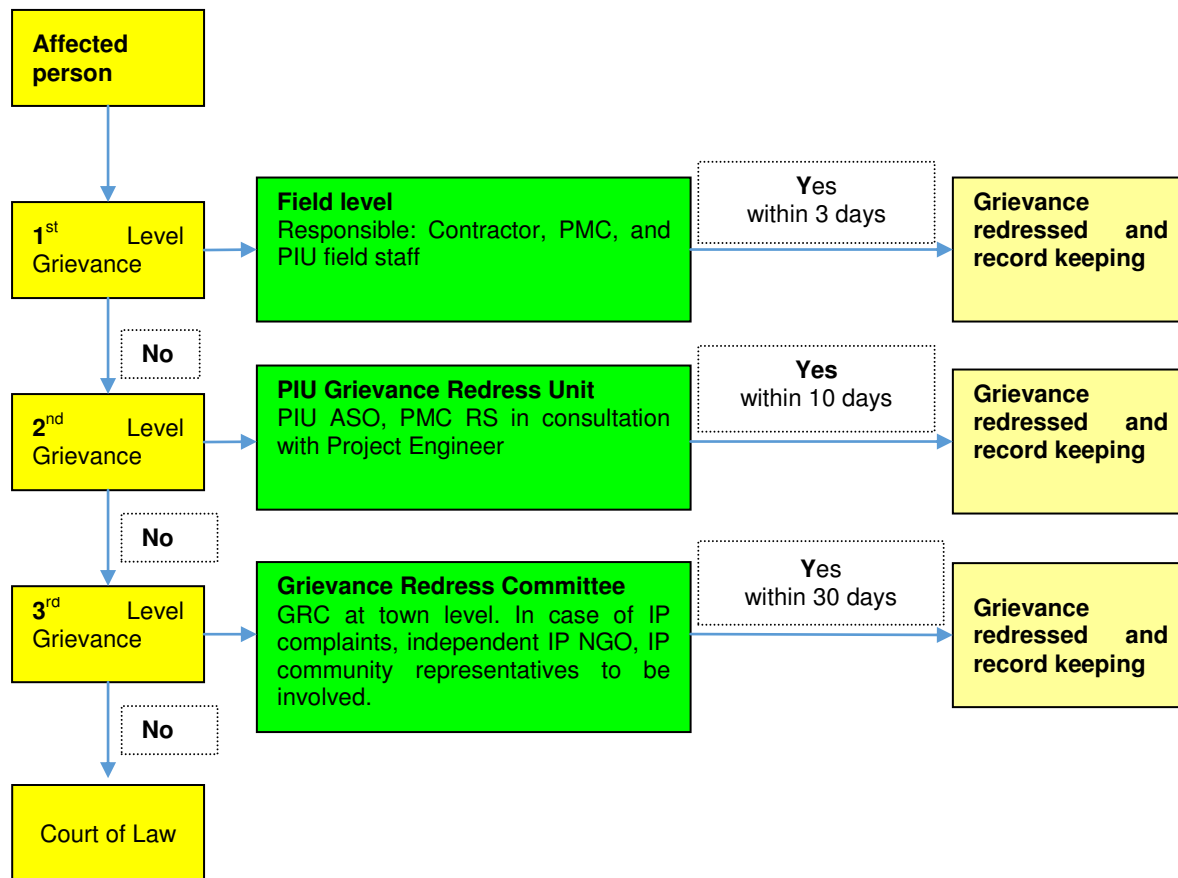 Affected
person
1st Level
Grievance
Field level
Responsible: Contractor, PMC, and
PIU field staff
Yes
within 3 days
Grievance
redressed and
record keeping
No
2nd Level
Grievance
PIU Grievance Redress Unit
PIU ASO, PMC RS in consultation
with Project Engineer
Yes
within 10 days
Grievance
redressed and
record keeping
No
3rd Level
Grievance
Grievance Redress Committee
GRC at town level. In case of IP
complaints, independent IP NGO, IP
community representatives to be
involved.
Yes
within 30 days
Grievance
redressed and
record keeping
No
Court of Law